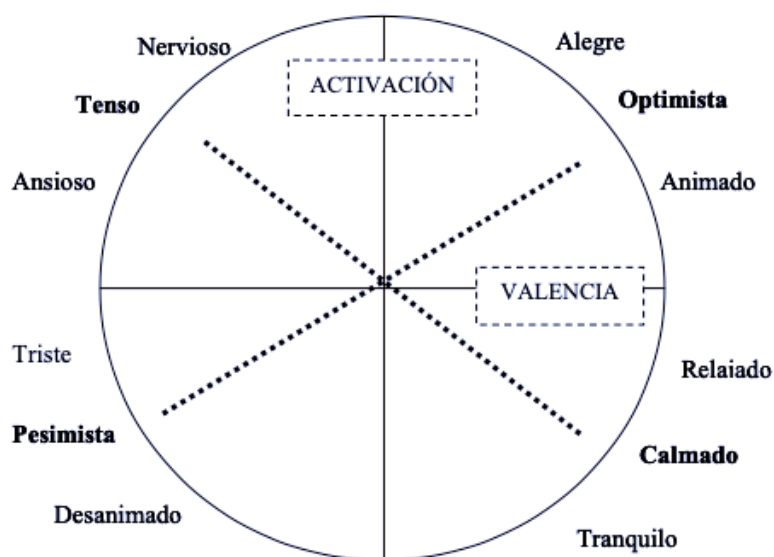 Nervioso
Alegre
ACTIVACIÓN
Tenso
Optimista
Ansioso
Animado
VALENCIA
Triste
Relaiado
Pesimista
Calmado
Desanimado
Tranquilo